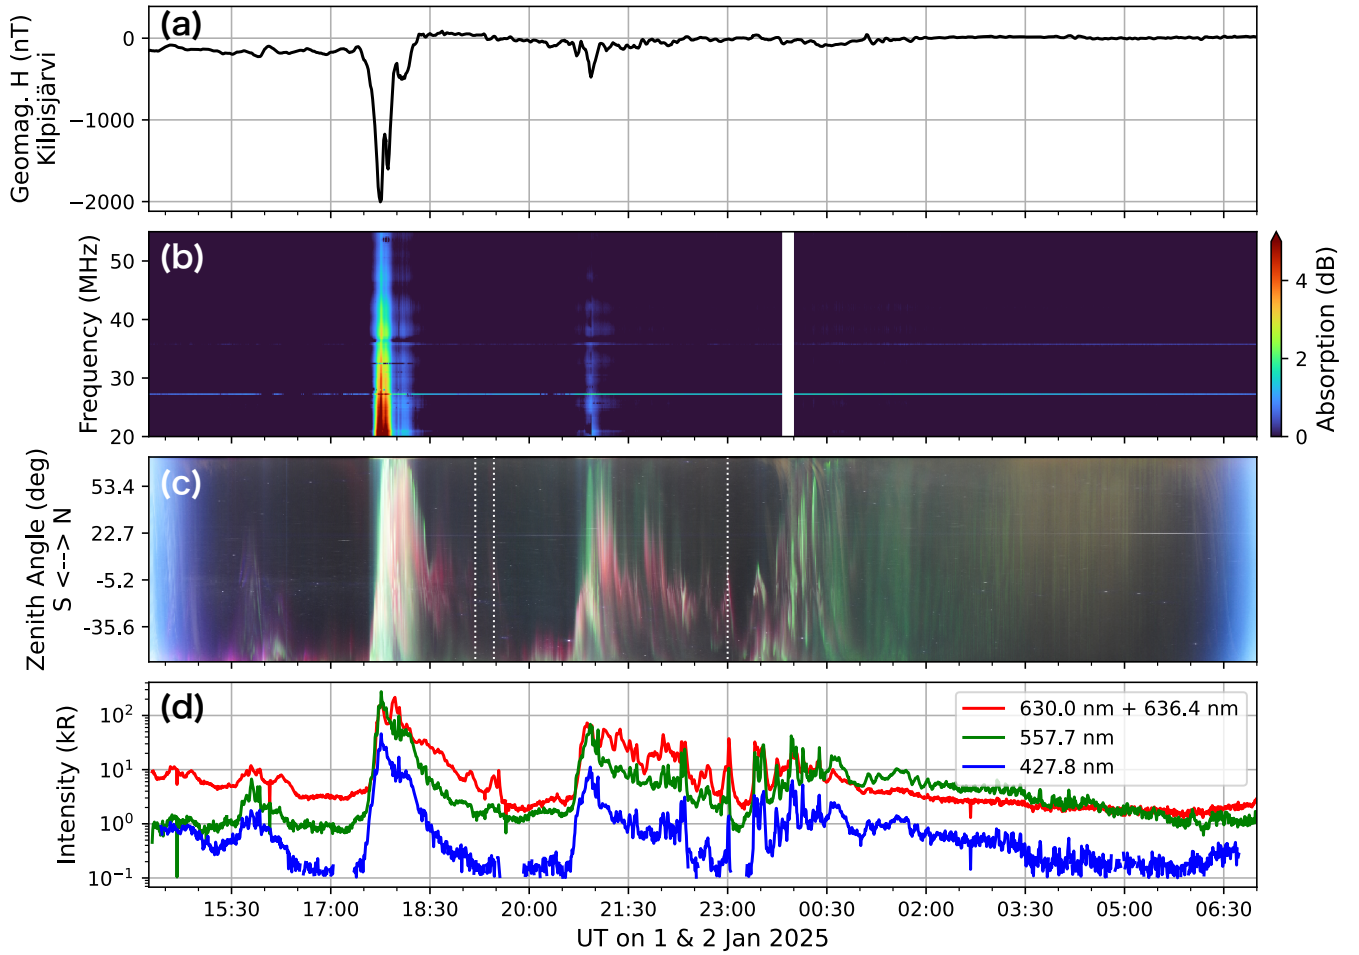 (a)
Geomag. H (nT)
Kilpisjärvi
0
−1000
−2000
(b)
Frequency (MHz)
50
40
30
20
4
2
0
Absorption (dB)
(c)
Zenith Angle (deg)
S <--> N
53.4
22.7
-5.2
-35.6
(d)
Intensity (kR)
10²
10¹
10⁰
10⁻¹
630.0 nm + 636.4 nm
557.7 nm
427.8 nm
15:30 17:00 18:30 20:00 21:30 23:00 00:30 02:00 03:30 05:00 06:30
UT on 1 & 2 Jan 2025